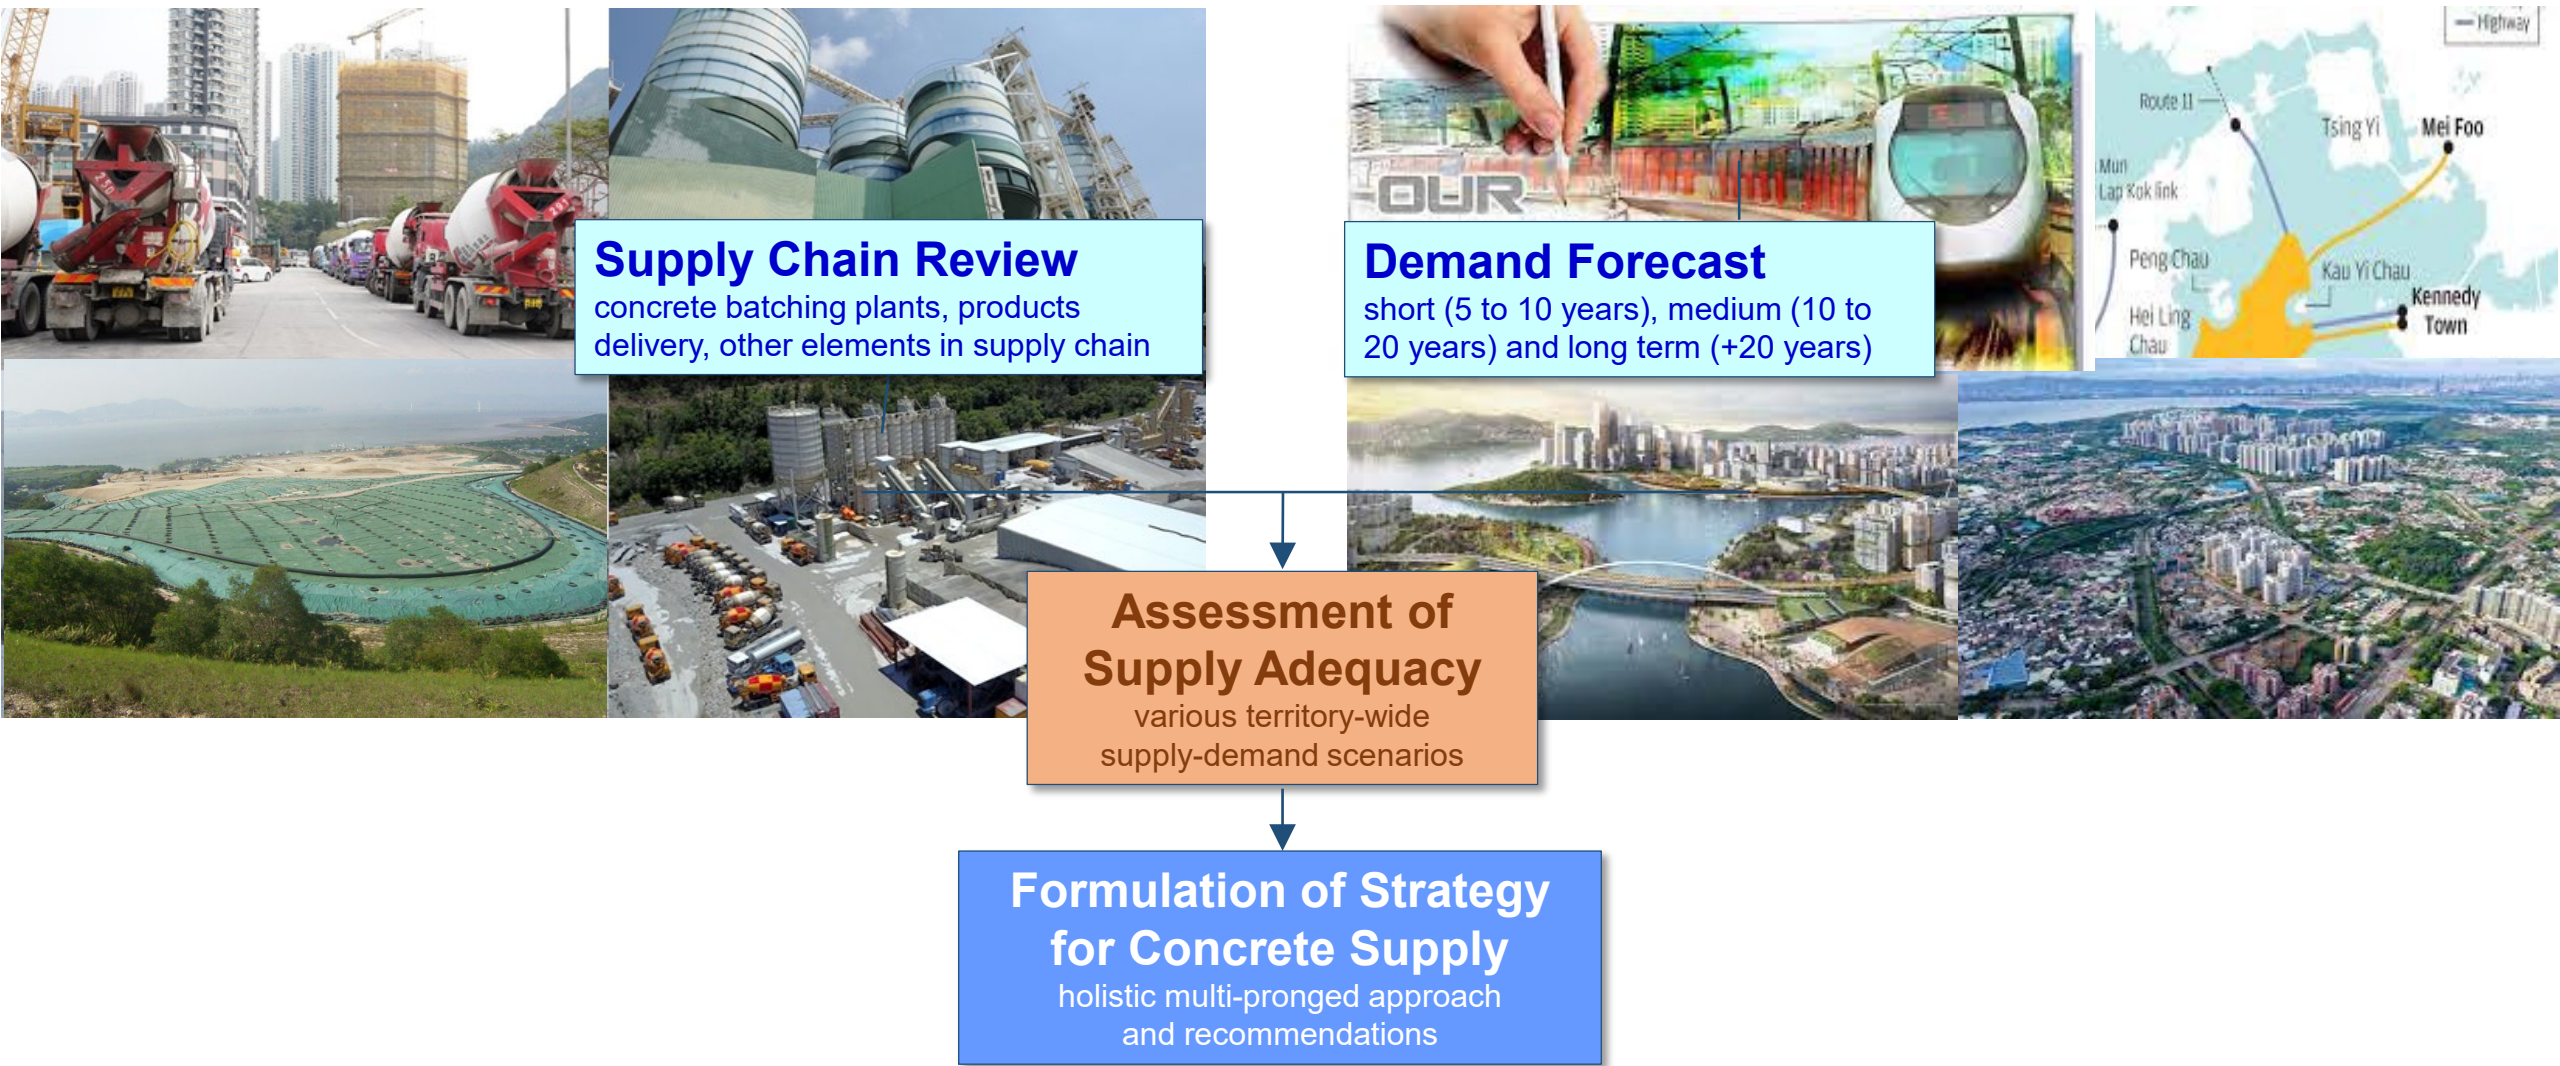 230
291
OUR
Highway
Route 11
Tsing Yi
Mei Foo
Mun
Lap Kok link
Peng Chau
Kau Yi Chau
Hei Ling
Chau
Kennedy
Town
Supply Chain Review
concrete batching plants, products
delivery, other elements in supply chain
Demand Forecast
short (5 to 10 years), medium (10 to
20 years) and long term (+20 years)
Assessment of
Supply Adequacy
various territory-wide
supply-demand scenarios
Formulation of Strategy
for Concrete Supply
holistic multi-pronged approach
and recommendations